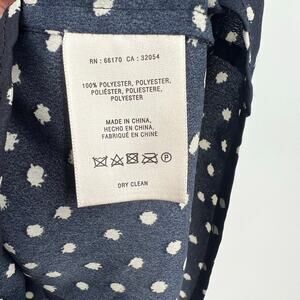 RN : 66170 CA : 32054
100% POLYESTER, POLYESTER,
POLIÉSTER, POLIESTERE,
POLYESTER
MADE IN CHINA,
HECHO EN CHINA,
FABRIQUÉ EN CHINE
P
DRY CLEAN